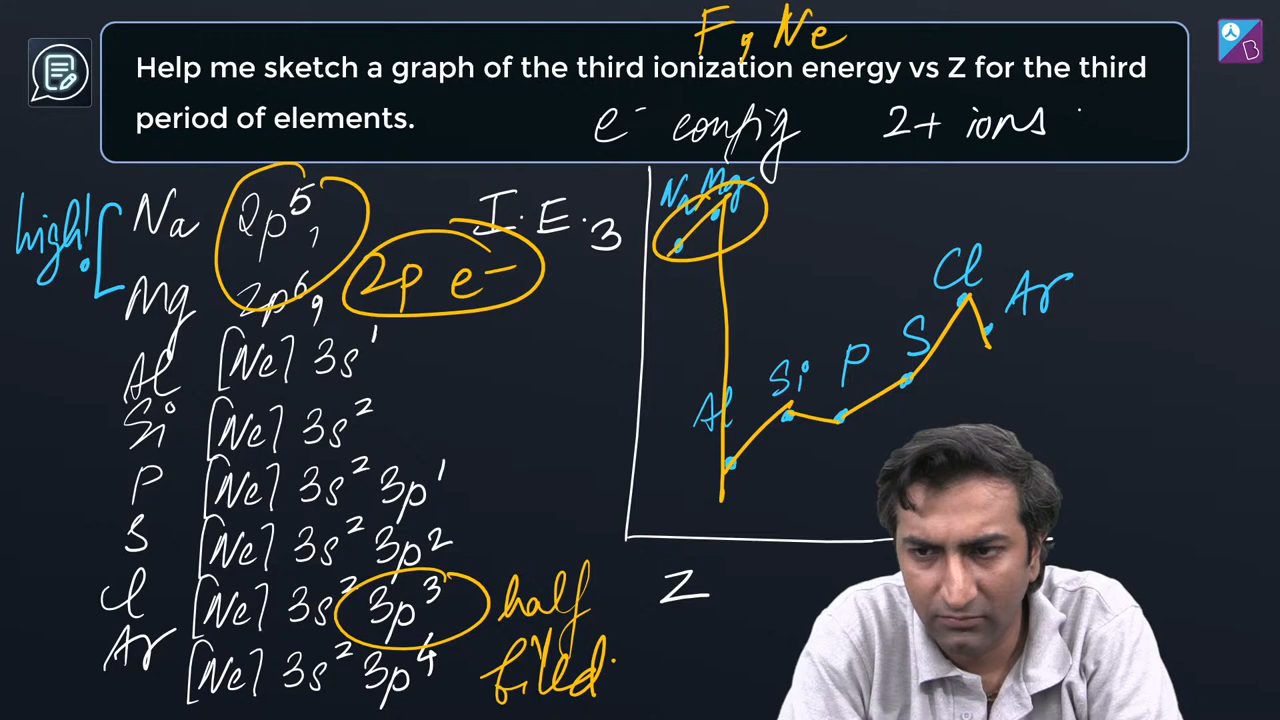 F q Ne
Help me sketch a graph of the third ionization energy vs Z for the third
period of elements.
e⁻ config 2+ ions
high!
Na 2p⁵,
Mg 2p⁶,
2p e⁻
Al [Ne] 3s¹
Si [Ne] 3s²
P [Ne] 3s² 3p¹
S [Ne] 3s² 3p²
Cl [Ne] 3s² 3p³ half
Ar [Ne] 3s² 3p⁴ filled
I.E.3
Na Mg
Al Si P S Cl Ar
Z
B